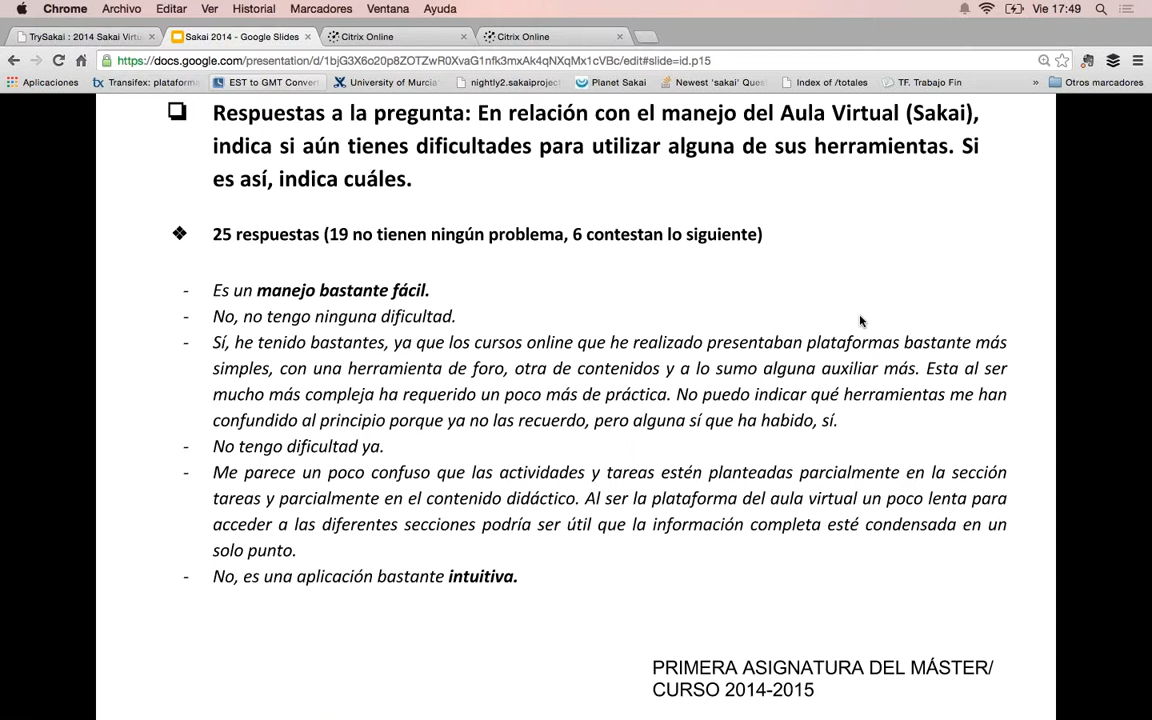 Chrome Archivo Editar Ver Historial Marcadores Ventana Ayuda Vie 17:49
TrySakai : 2014 Sakai Virtu Sakai 2014 - Google Slides Citrix Online Citrix Online
https://docs.google.com/presentation/d/1bjG3X6o20p8ZOTZwR0XvaG1nfk3mxAk4qNXqMx1cVBc/edit#slide=id.p15
Aplicaciones Transifex: plataform EST to GMT Convert University of Murcia nightly2.sakaiproject Planet Sakai Newest 'sakai' Ques Index of /totales TF. Trabajo Fin » Otros marcadores
Respuestas a la pregunta: En relación con el manejo del Aula Virtual (Sakai),
indica si aún tienes dificultades para utilizar alguna de sus herramientas. Si
es así, indica cuáles.
25 respuestas (19 no tienen ningún problema, 6 contestan lo siguiente)
- Es un manejo bastante fácil.
- No, no tengo ninguna dificultad.
- Sí, he tenido bastantes, ya que los cursos online que he realizado presentaban plataformas bastante más
simples, con una herramienta de foro, otra de contenidos y a lo sumo alguna auxiliar más. Esta al ser
mucho más compleja ha requerido un poco más de práctica. No puedo indicar qué herramientas me han
confundido al principio porque ya no las recuerdo, pero alguna sí que ha habido, sí.
- No tengo dificultad ya.
- Me parece un poco confuso que las actividades y tareas estén planteadas parcialmente en la sección
tareas y parcialmente en el contenido didáctico. Al ser la plataforma del aula virtual un poco lenta para
acceder a las diferentes secciones podría ser útil que la información completa esté condensada en un
solo punto.
- No, es una aplicación bastante intuitiva.
PRIMERA ASIGNATURA DEL MÁSTER/
CURSO 2014-2015